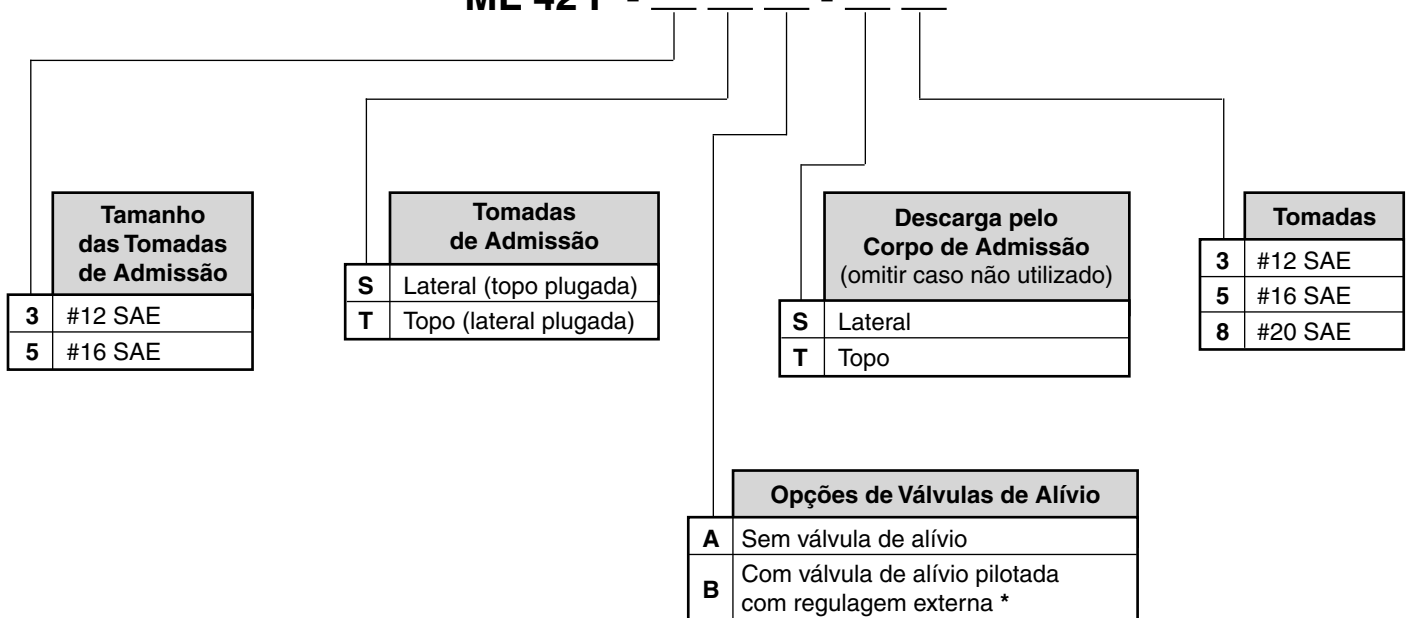 Tamanho
das Tomadas
de Admissão
3 #12 SAE
5 #16 SAE
Tomadas
de Admissão
S Lateral (topo plugada)
T Topo (lateral plugada)
Descarga pelo
Corpo de Admissão
(omitir caso não utilizado)
S Lateral
T Topo
Tomadas
3 #12 SAE
5 #16 SAE
8 #20 SAE
Opções de Válvulas de Alívio
A Sem válvula de alívio
B Com válvula de alívio pilotada
com regulagem externa *